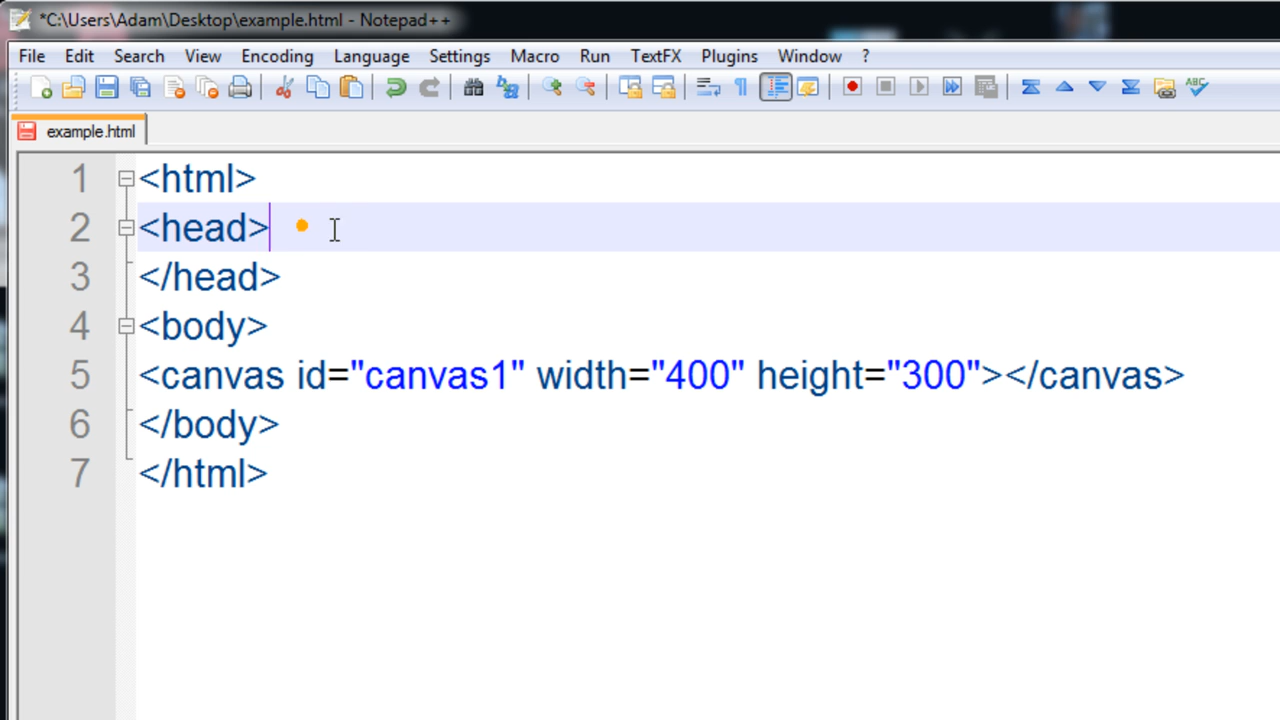 *C:\Users\Adam\Desktop\example.html - Notepad++
File Edit Search View Encoding Language Settings Macro Run TextFX Plugins Window ?
example.html
1 <html>
2 <head>
3 </head>
4 <body>
5 <canvas id="canvas1" width="400" height="300"></canvas>
6 </body>
7 </html>